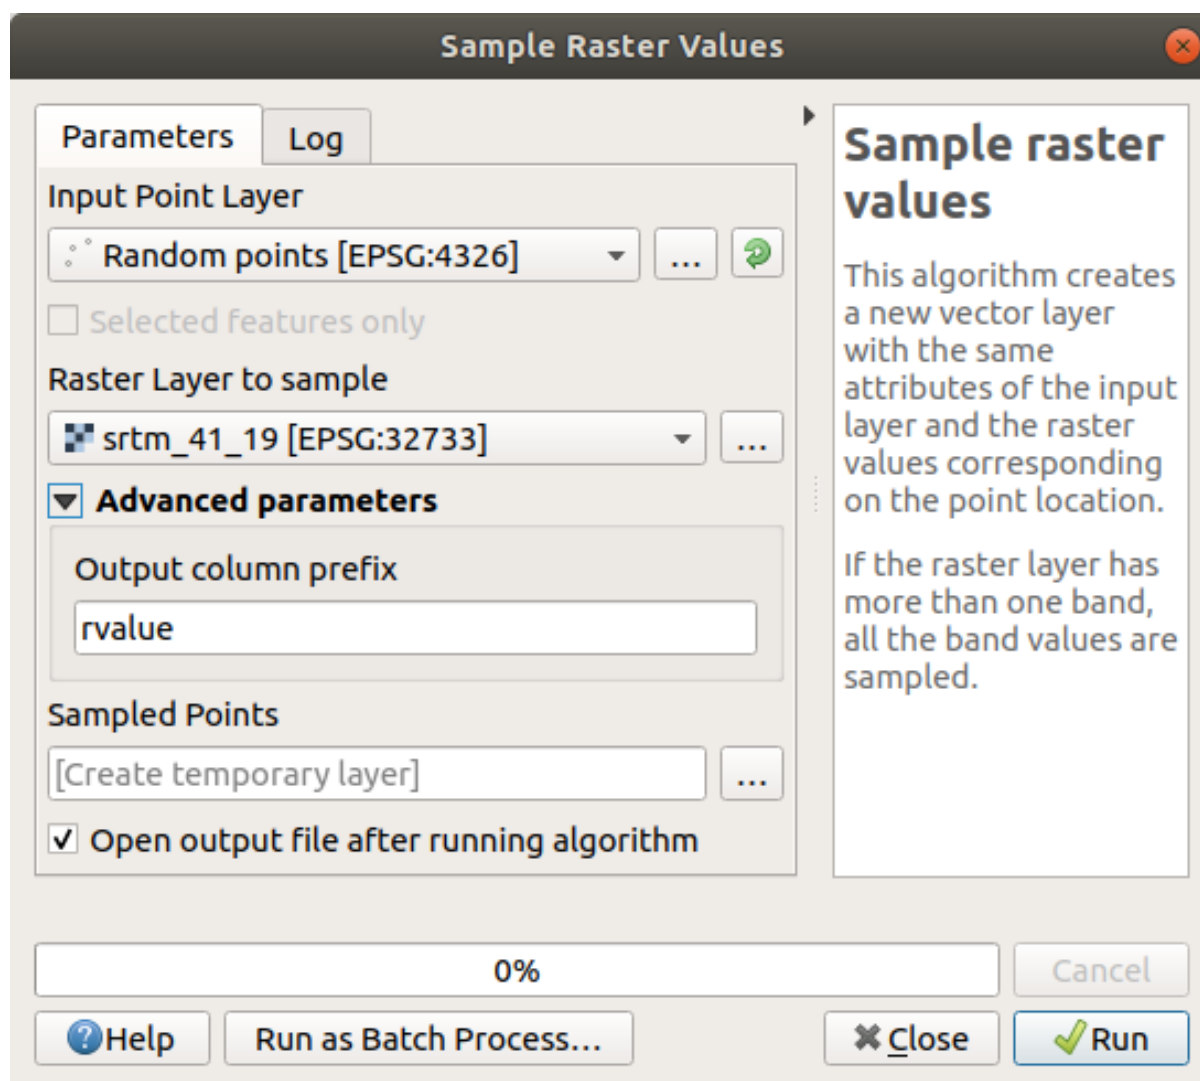 Sample Raster Values
Parameters
Log
Input Point Layer
Random points [EPSG:4326]
...
Selected features only
Raster Layer to sample
srtm_41_19 [EPSG:32733]
...
Advanced parameters
Output column prefix
rvalue
Sampled Points
[Create temporary layer]
...
Open output file after running algorithm
Sample raster
values
This algorithm creates
a new vector layer
with the same
attributes of the input
layer and the raster
values corresponding
on the point location.
If the raster layer has
more than one band,
all the band values are
sampled.
0%
Cancel
Help
Run as Batch Process...
Close
Run